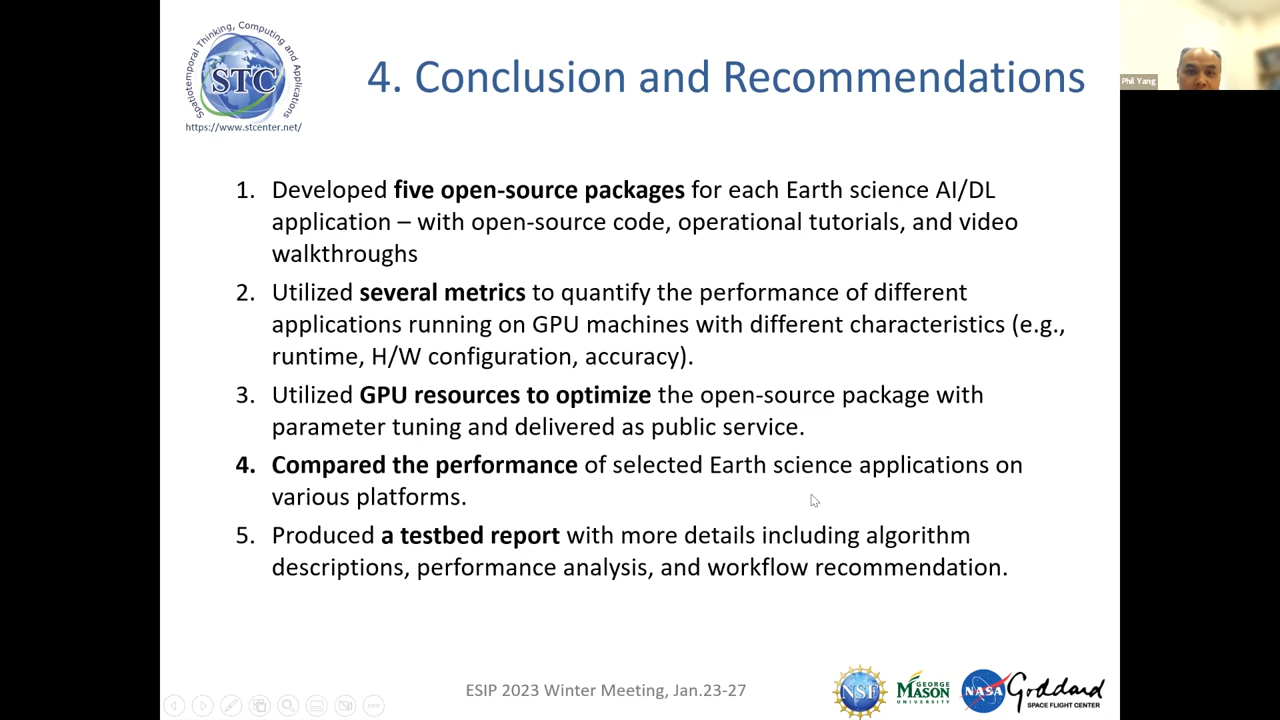 Spatiotemporal Thinking, Computing and Applications
STC
https://www.stcenter.net/
4. Conclusion and Recommendations
Phil Yang
1. Developed five open-source packages for each Earth science AI/DL
application – with open-source code, operational tutorials, and video
walkthroughs
2. Utilized several metrics to quantify the performance of different
applications running on GPU machines with different characteristics (e.g.,
runtime, H/W configuration, accuracy).
3. Utilized GPU resources to optimize the open-source package with
parameter tuning and delivered as public service.
4. Compared the performance of selected Earth science applications on
various platforms.
5. Produced a testbed report with more details including algorithm
descriptions, performance analysis, and workflow recommendation.
ESIP 2023 Winter Meeting, Jan.23-27
NSF
GEORGE
MASON
UNIVERSITY
NASA
Goddard
SPACE FLIGHT CENTER